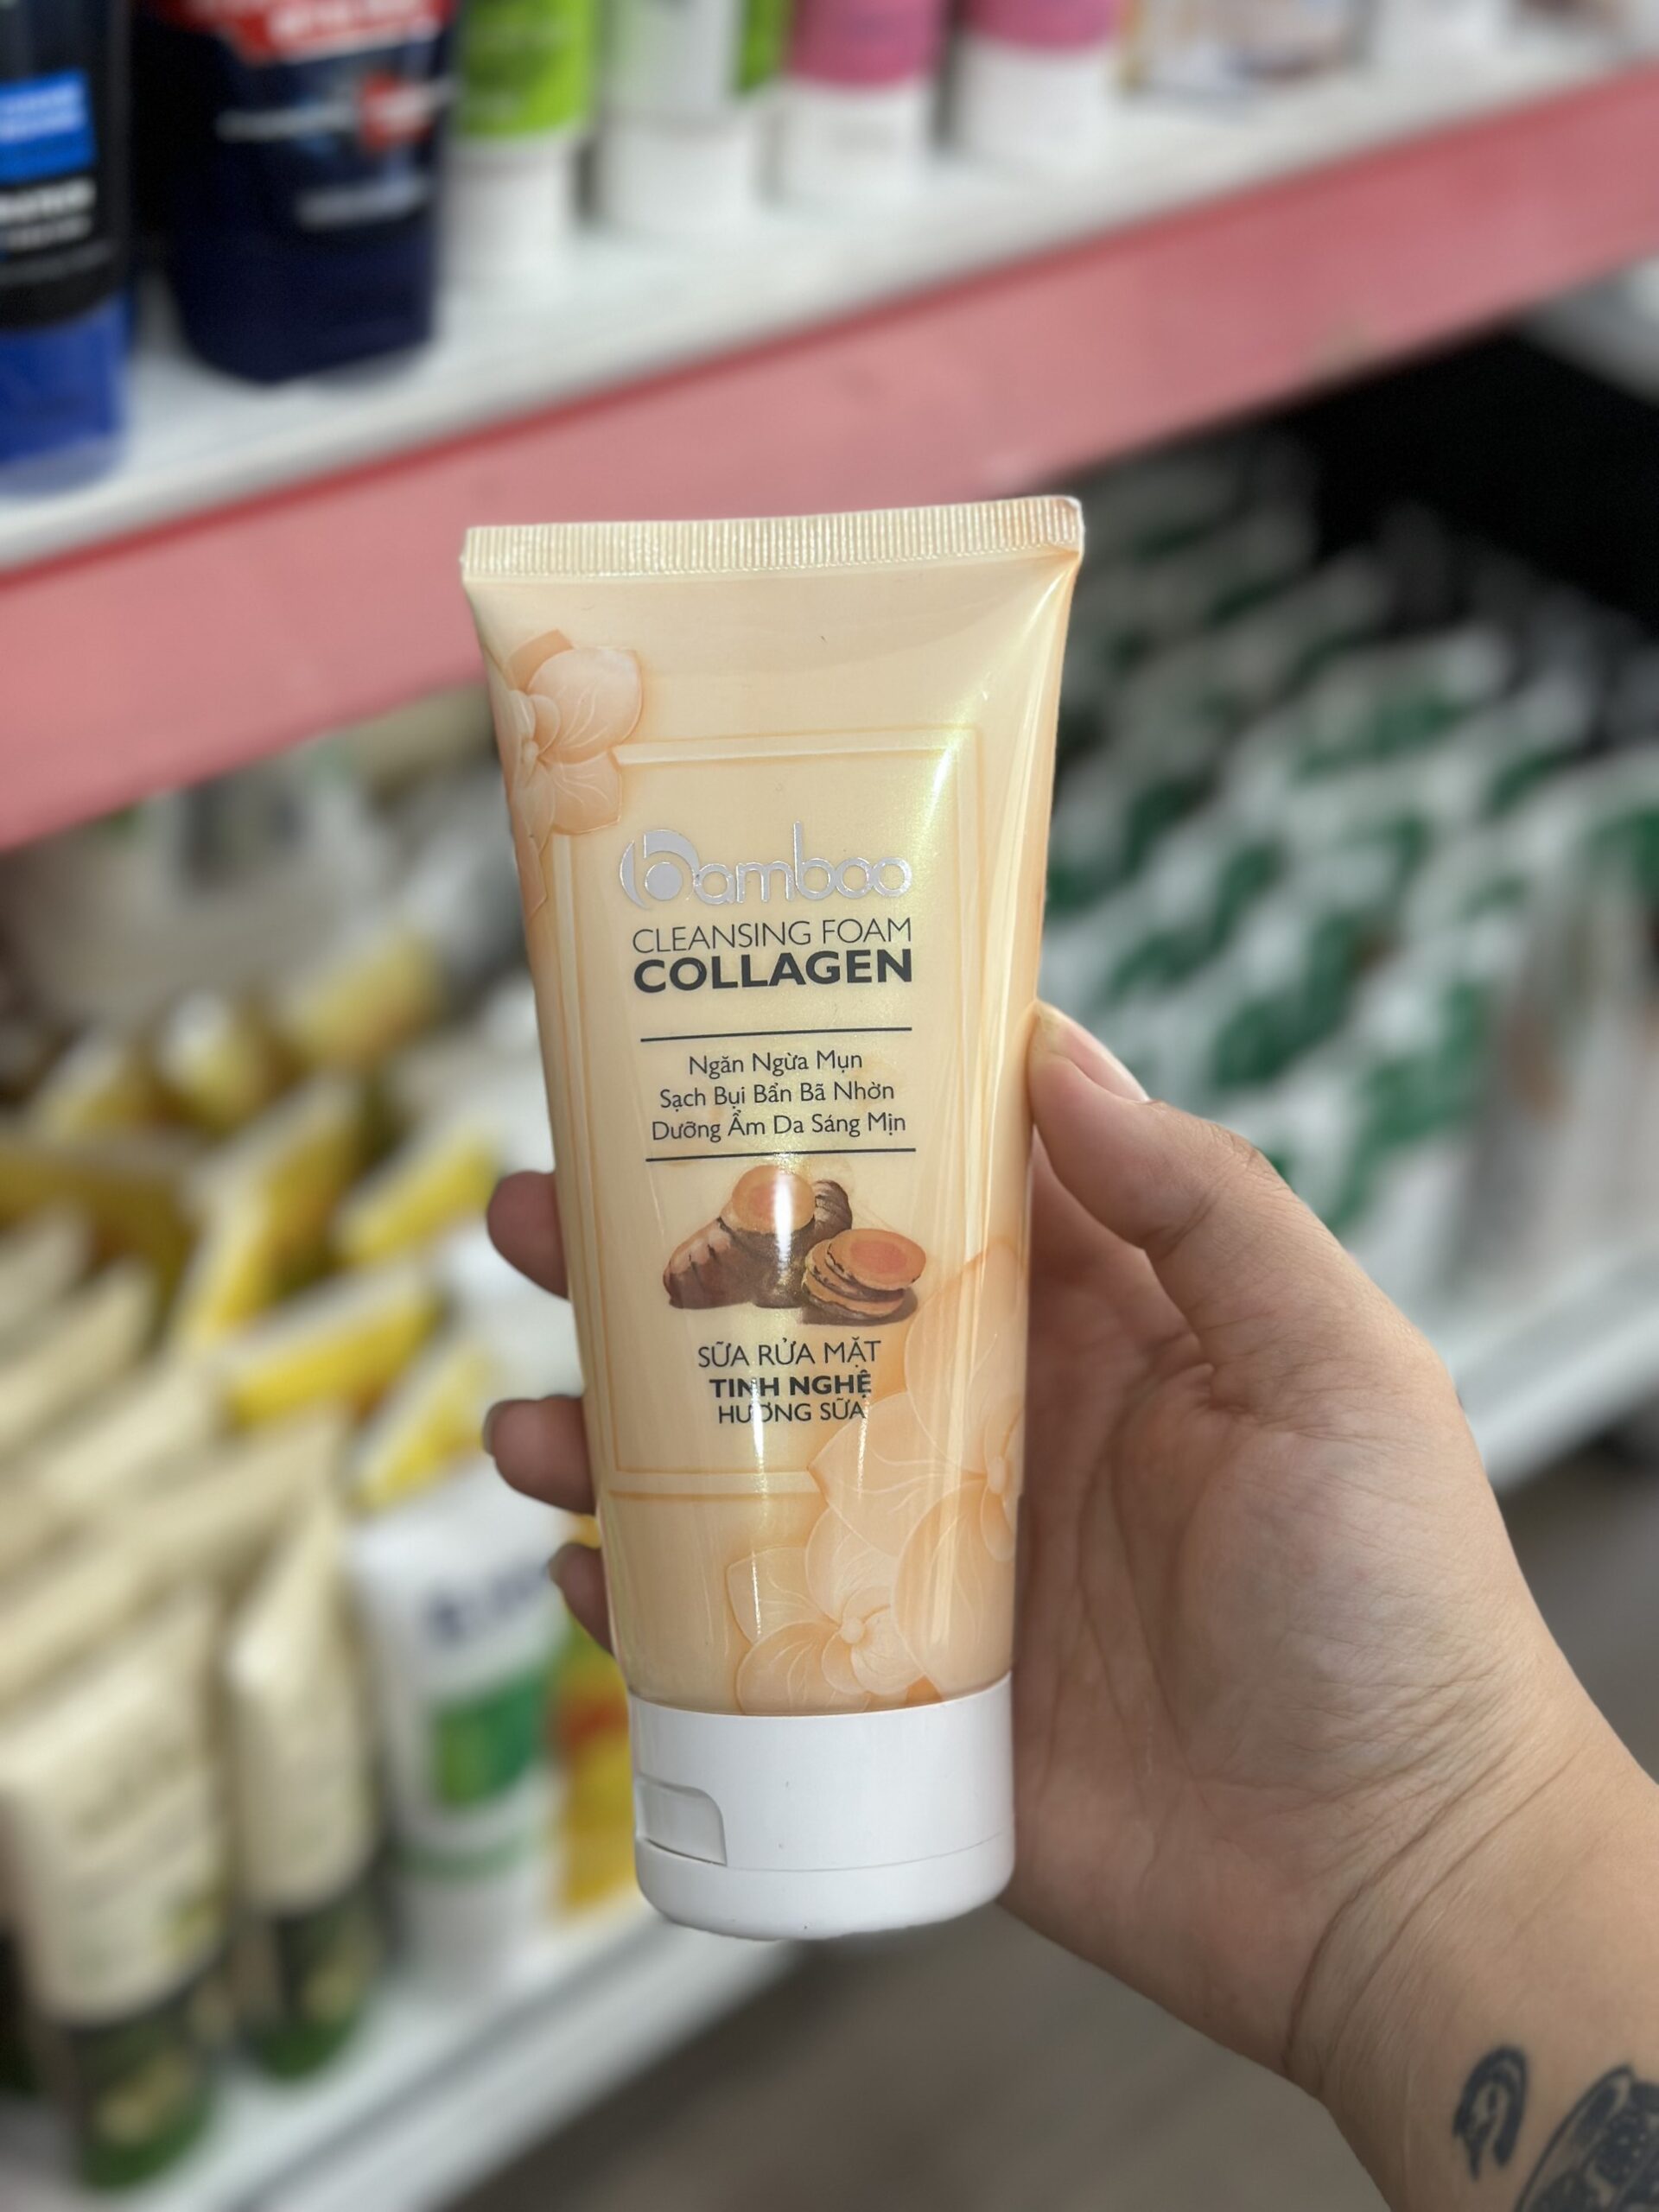 bamboo
CLEANSING FOAM
COLLAGEN
Ngăn Ngừa Mụn
Sạch Bụi Bẩn Bã Nhờn
Dưỡng Ẩm Da Sáng Mịn
SỮA RỬA MẶT
TINH NGHỆ
HƯƠNG SỮA